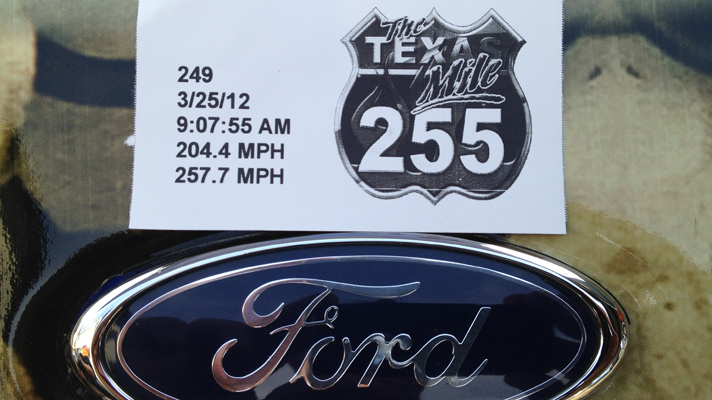 249
3/25/12
9:07:55 AM
204.4 MPH
257.7 MPH
The
TEXAS
Mile
255
Ford